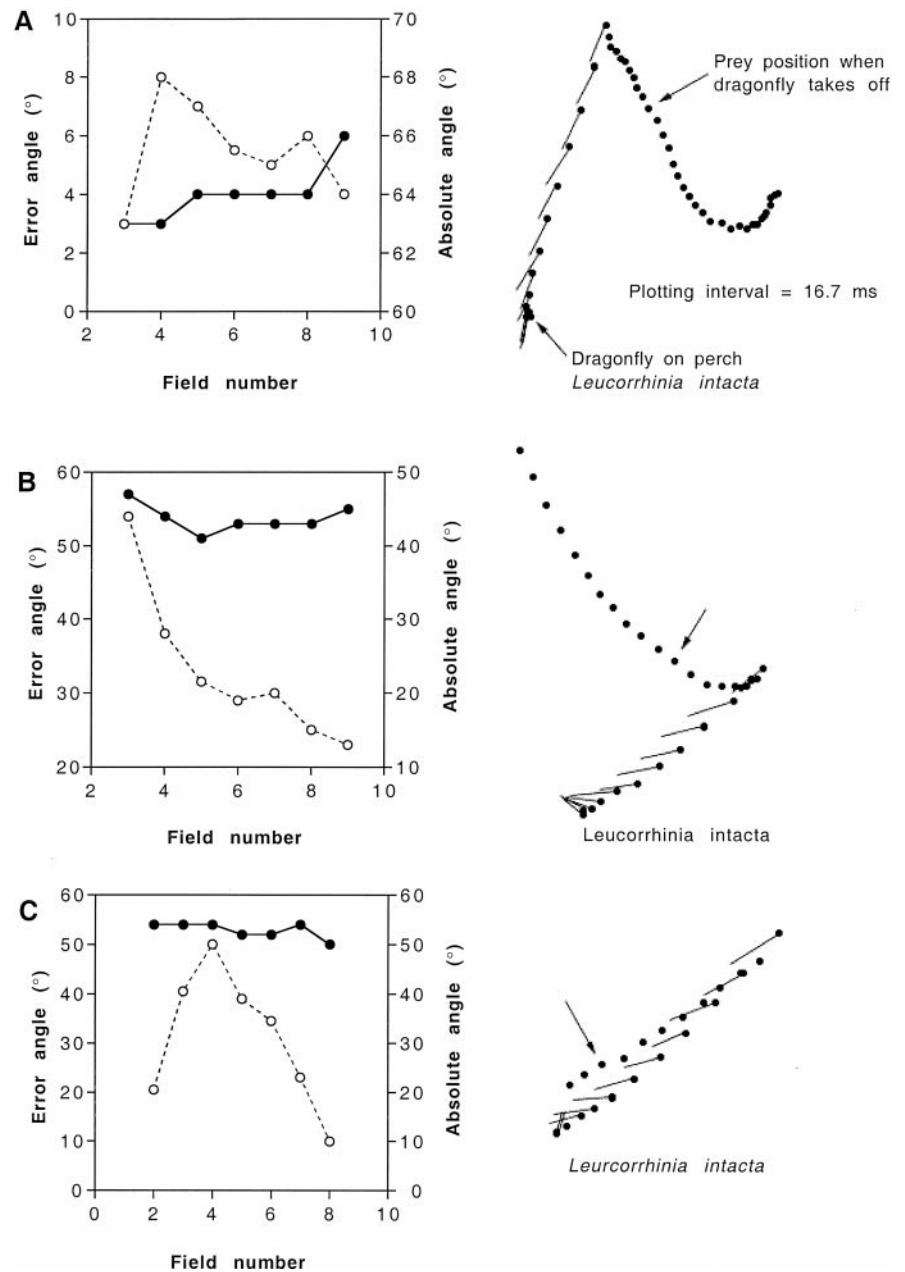 A
10
8
6
4
2
0
Error angle (°)
70
68
66
64
62
60
Absolute angle (°)
2 4 6 8 10
Field number
Prey position when
dragonfly takes off
Plotting interval = 16.7 ms
Dragonfly on perch
Leucorrhinia intacta
B
60
50
40
30
20
Error angle (°)
50
40
30
20
10
Absolute angle (°)
2 4 6 8 10
Field number
Leucorrhinia intacta
C
60
50
40
30
20
10
0
Error angle (°)
60
50
40
30
20
10
0
Absolute angle (°)
0 2 4 6 8 10
Field number
Leurcorrhinia intacta